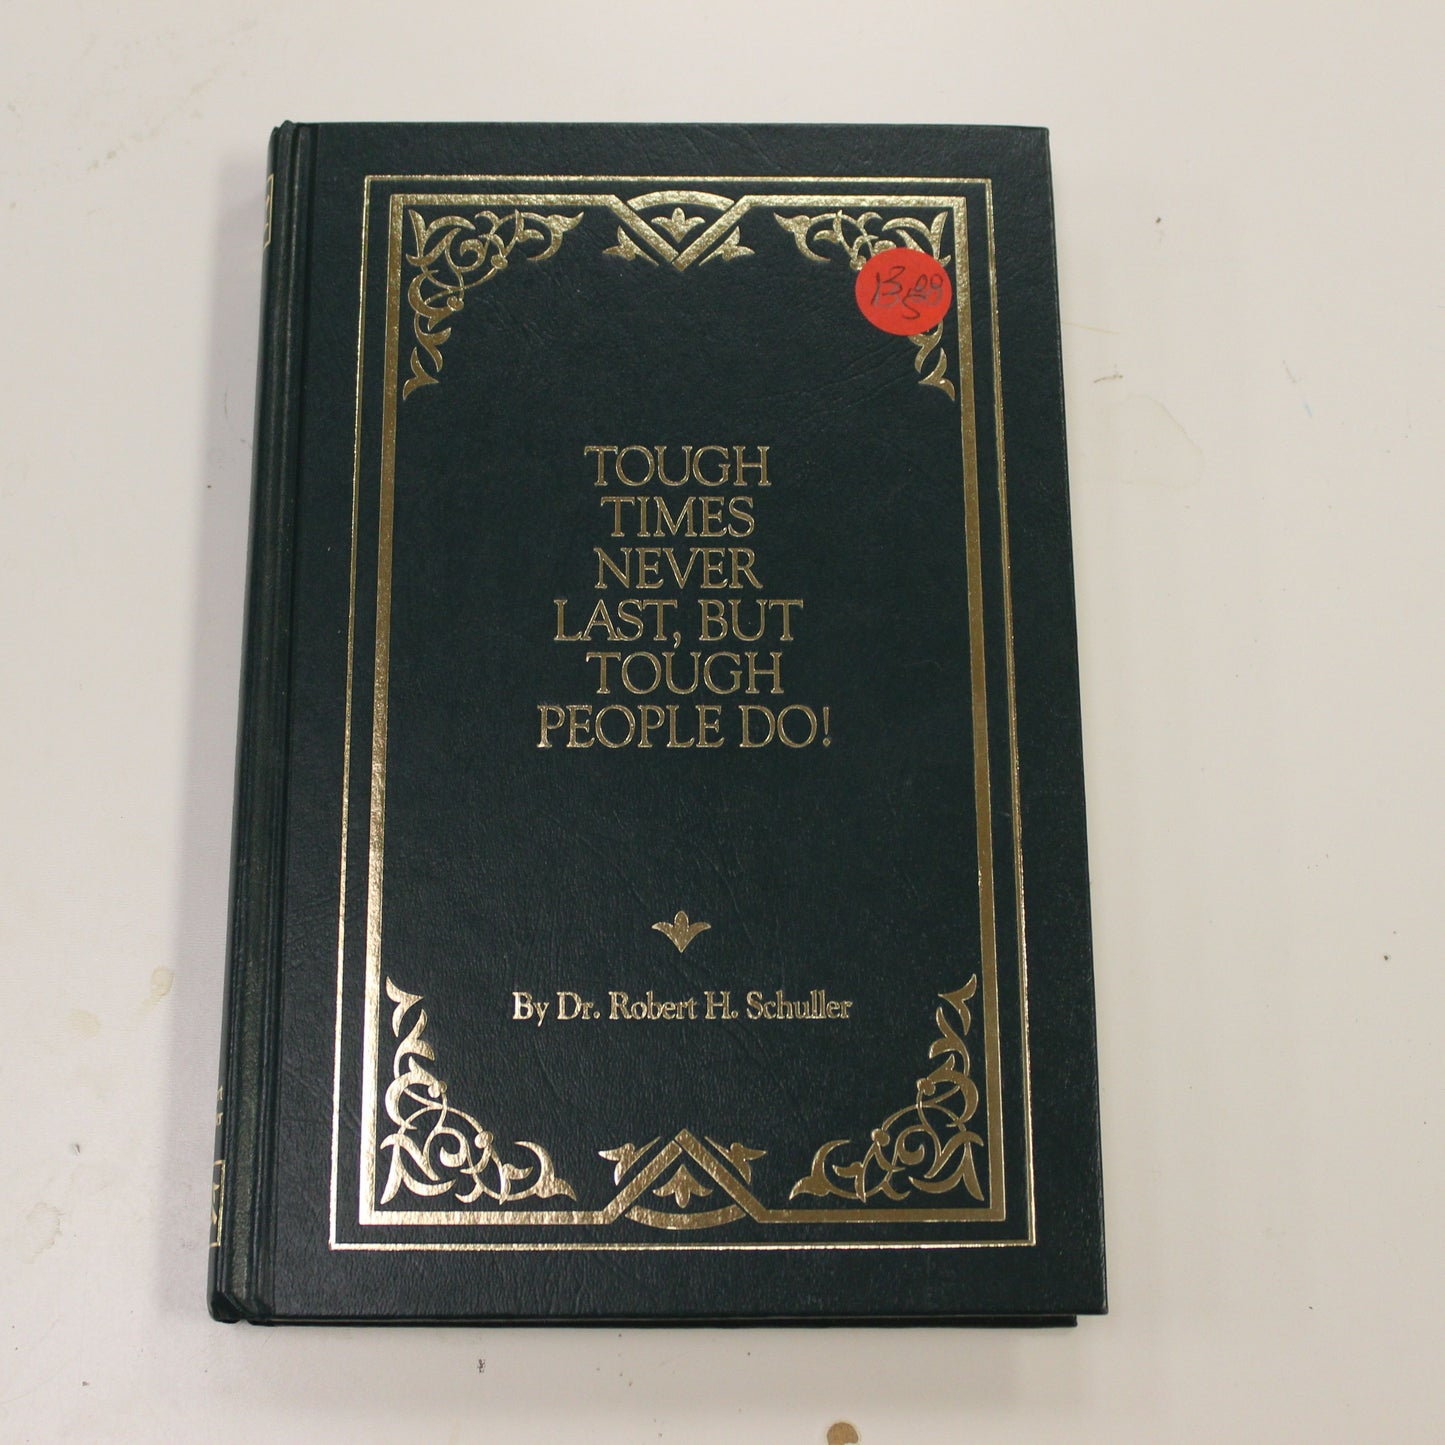 TOUGH
TIMES
NEVER
LAST, BUT
TOUGH
PEOPLE DO!
By Dr. Robert H. Schuller